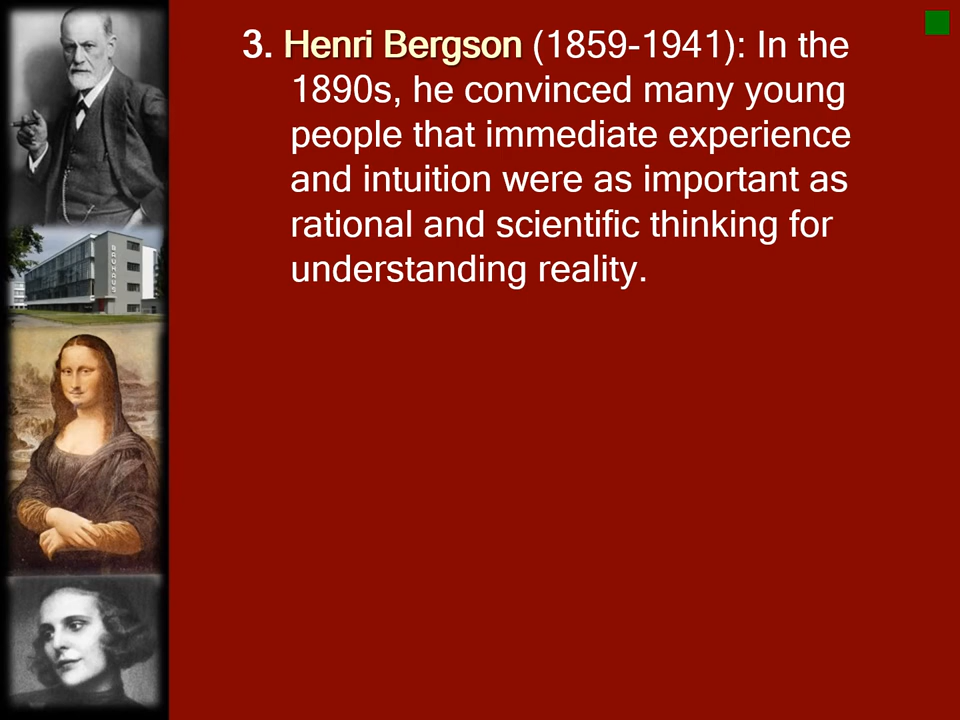 3. Henri Bergson (1859-1941): In the
1890s, he convinced many young
people that immediate experience
and intuition were as important as
rational and scientific thinking for
understanding reality.
BAUHAUS